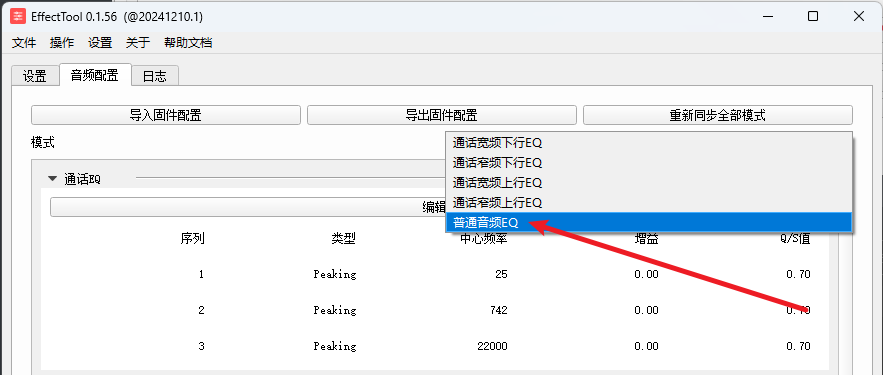 EffectTool 0.1.56 (@20241210.1)
文件 操作 设置 关于 帮助文档
设置 音频配置 日志
导入固件配置 导出固件配置 重新同步全部模式
模式
通话宽频下行EQ
通话窄频下行EQ
通话宽频上行EQ
通话窄频上行EQ
普通音频EQ
通话EQ
编辑
序列 类型 中心频率 增益 Q/S值
1 Peaking 25 0.00 0.70
2 Peaking 742 0.00 0.70
3 Peaking 22000 0.00 0.70